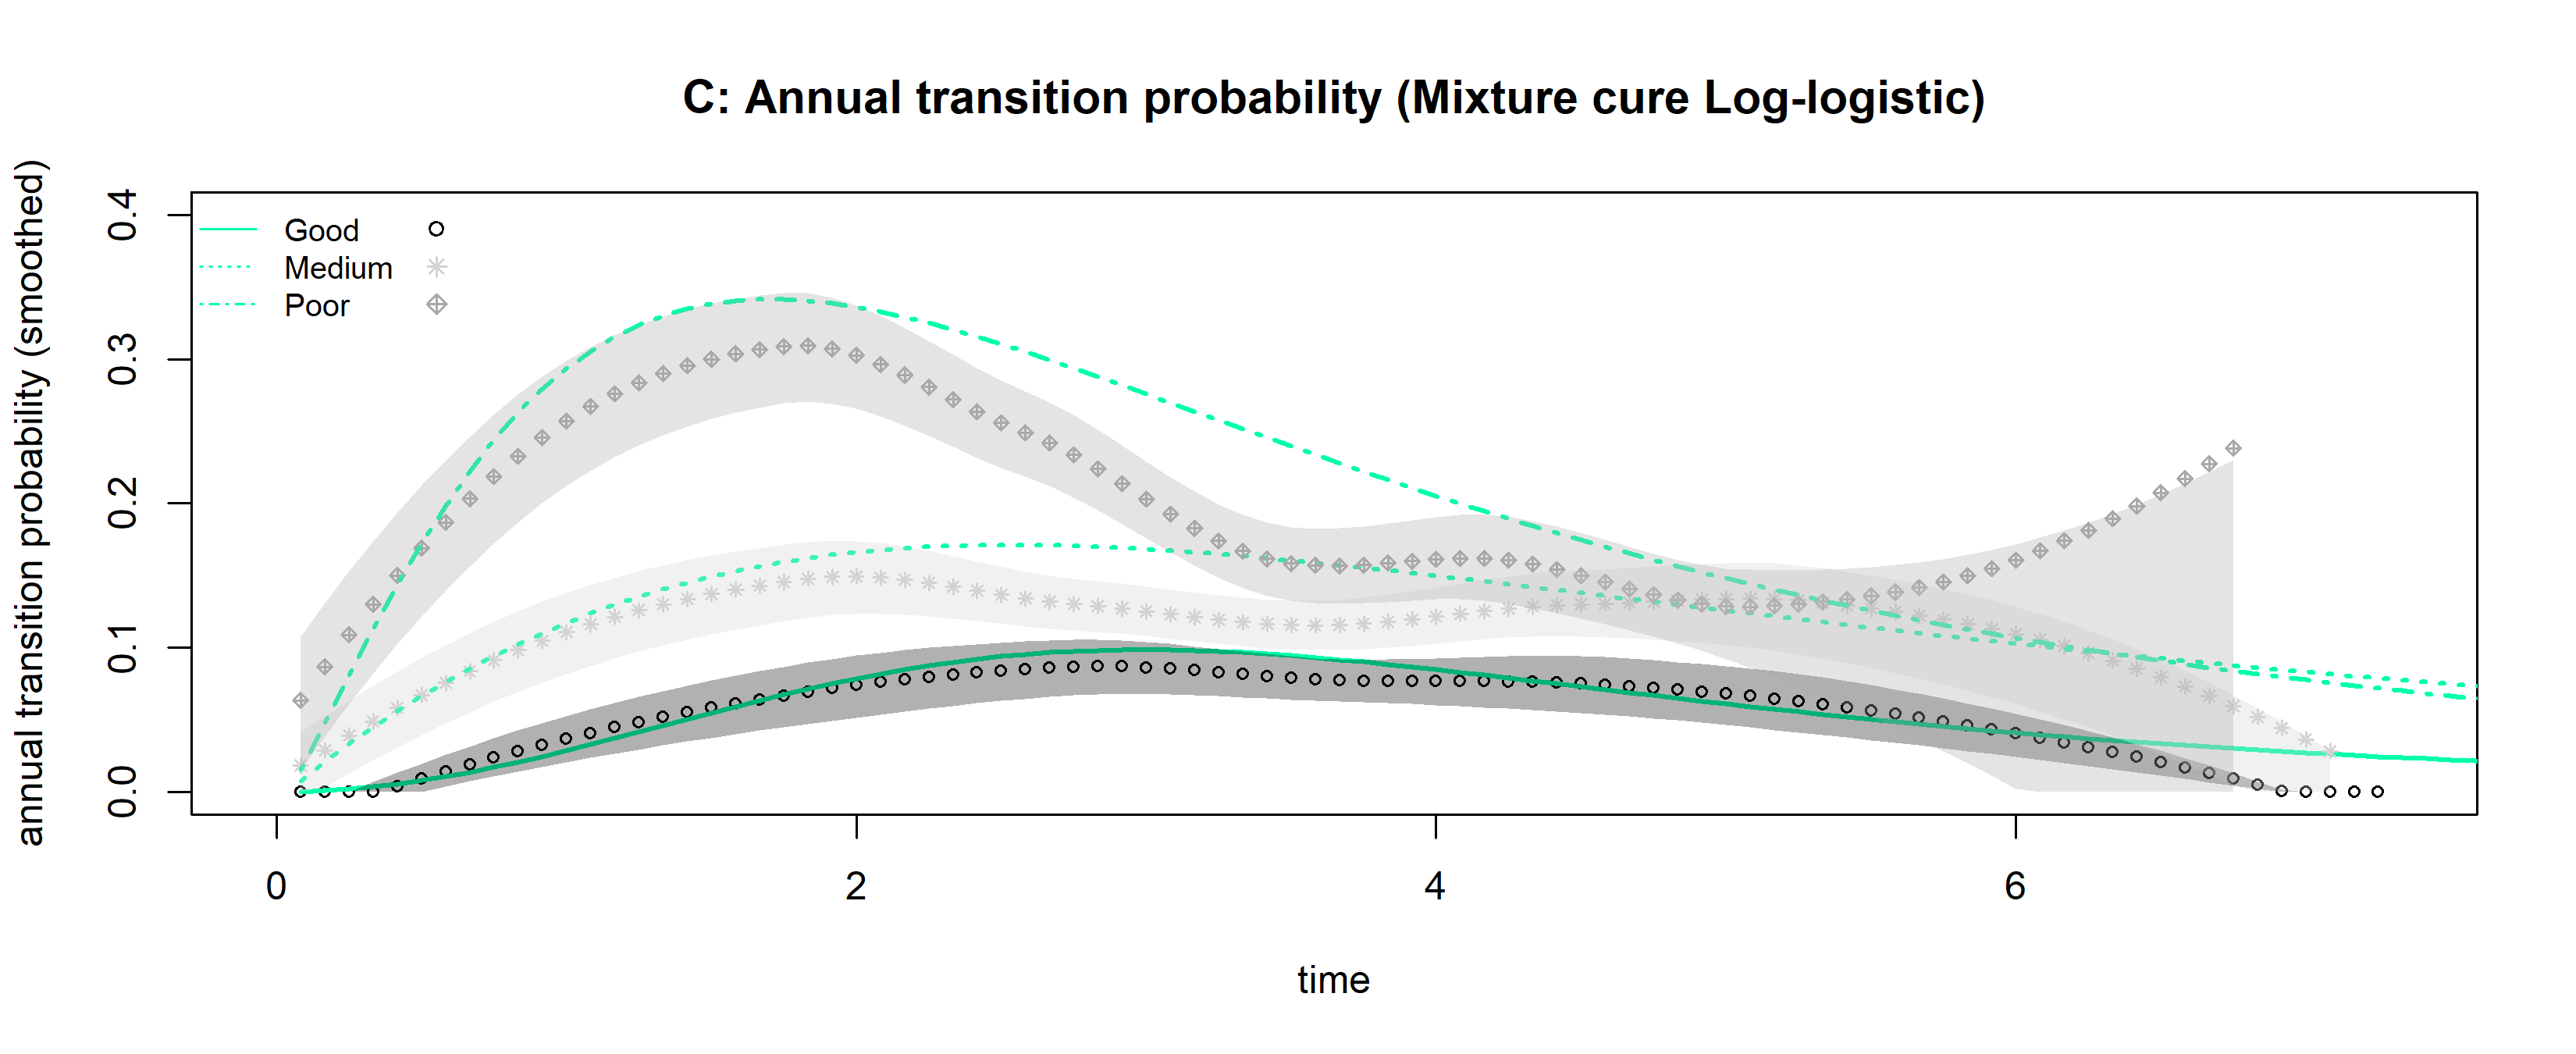 C: Annual transition probability (Mixture cure Log-logistic)
annual transition probability (smoothed)
0.4
0.3
0.2
0.1
0.0
Good
Medium
Poor
0 2 4 6
time